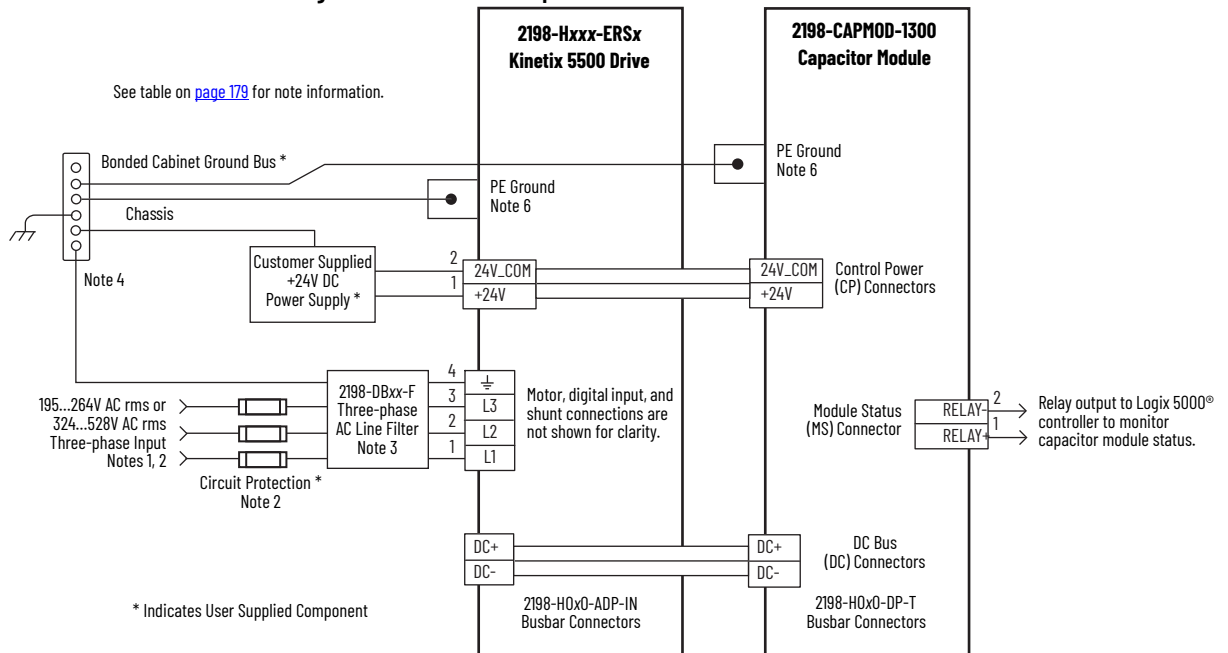 2198-Hxxx-ERSx
Kinetix 5500 Drive
2198-CAPMOD-1300
Capacitor Module
See table on page 179 for note information.
Bonded Cabinet Ground Bus *
PE Ground
Note 6
PE Ground
Note 6
Chassis
Note 4
Customer Supplied
+24V DC
Power Supply *
2
1
24V_COM
+24V
24V_COM
+24V
Control Power
(CP) Connectors
195...264V AC rms or
324...528V AC rms
Three-phase Input
Notes 1, 2
Circuit Protection *
Note 2
2198-DBxx-F
Three-phase
AC Line Filter
Note 3
4
3
2
1
L3
L2
L1
Motor, digital input, and
shunt connections are
not shown for clarity.
Module Status
(MS) Connector
RELAY-
RELAY+
2
1
Relay output to Logix 5000®
controller to monitor
capacitor module status.
DC+
DC-
DC+
DC-
DC Bus
(DC) Connectors
2198-H0x0-ADP-IN
Busbar Connectors
2198-H0x0-DP-T
Busbar Connectors
* Indicates User Supplied Component